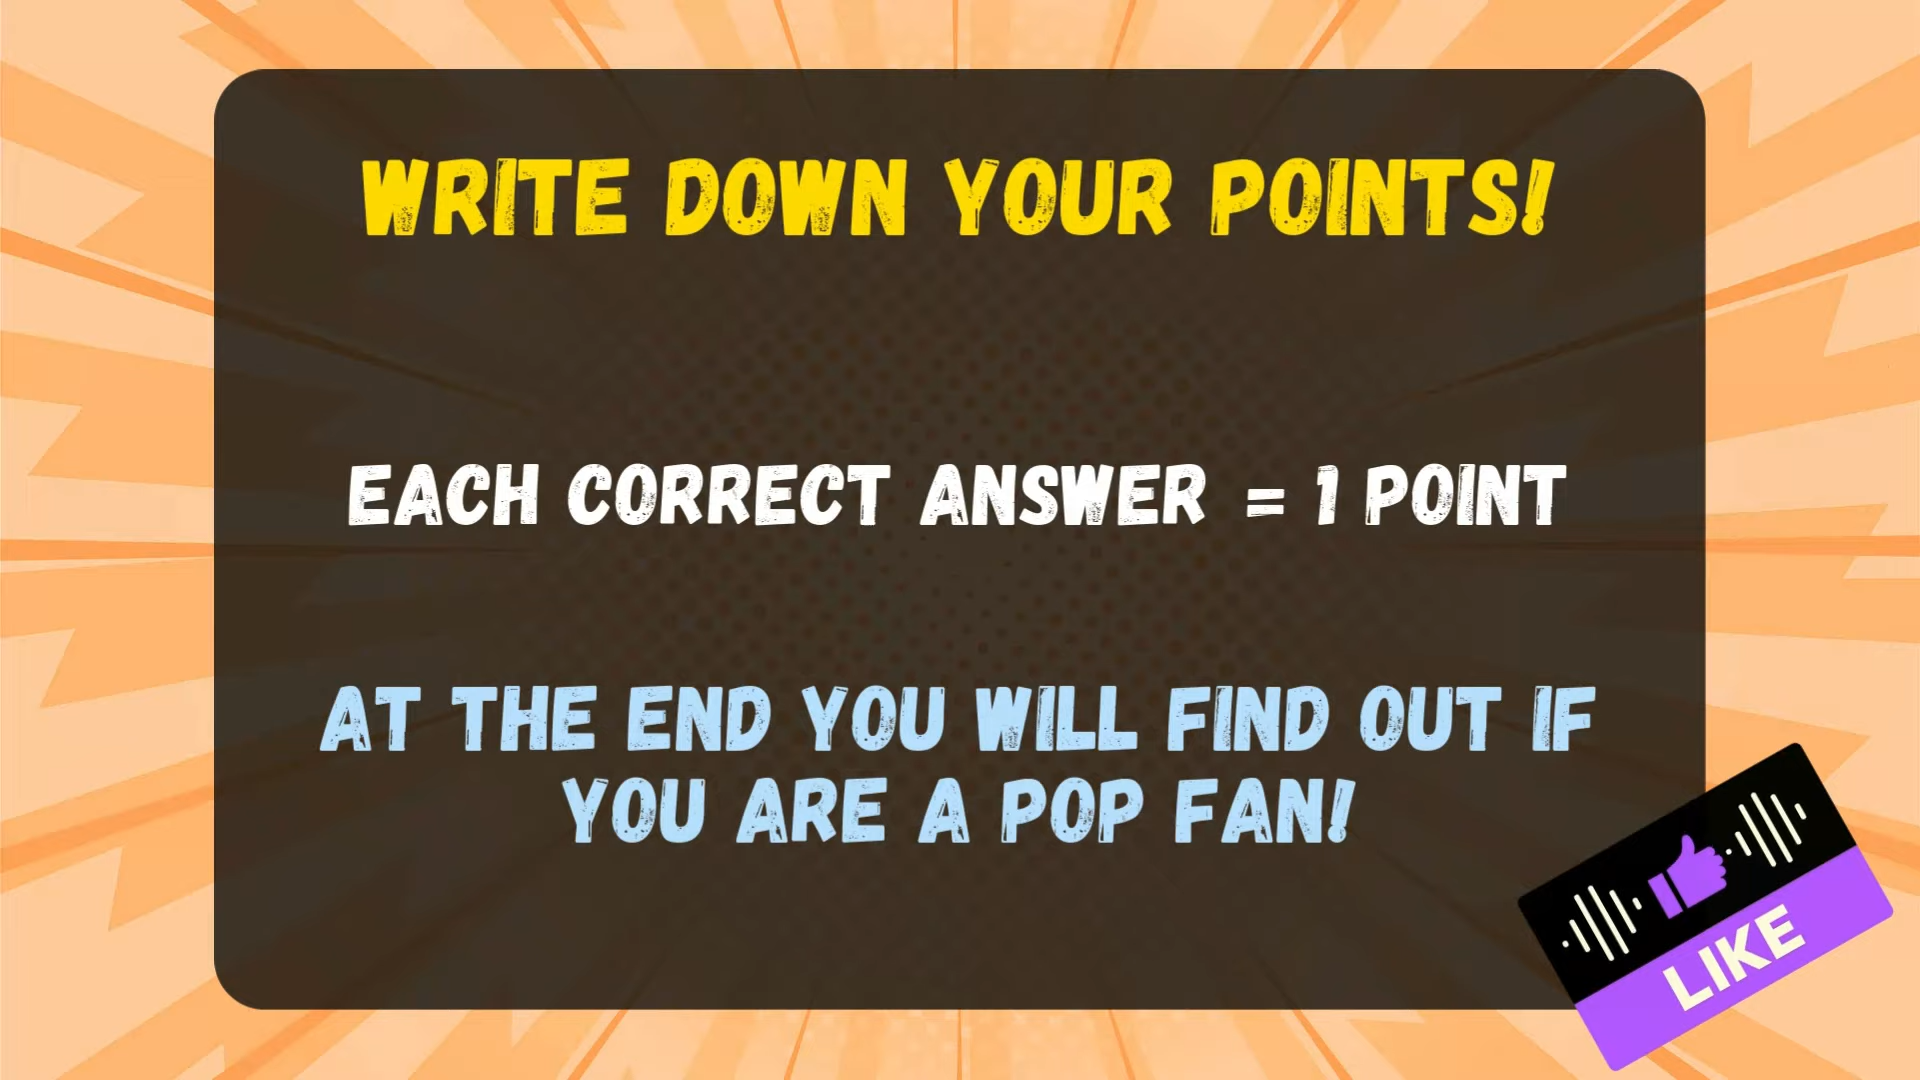 WRITE DOWN YOUR POINTS!
EACH CORRECT ANSWER = 1 POINT
AT THE END YOU WILL FIND OUT IF
YOU ARE A POP FAN!
LIKE